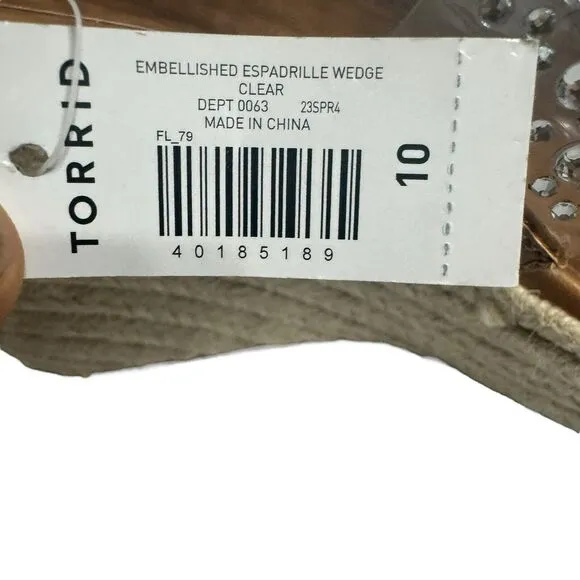 TORRID
EMBELLISHED ESPADRILLE WEDGE
CLEAR
DEPT 0063 23SPR4
MADE IN CHINA
FL_79
40185189
10